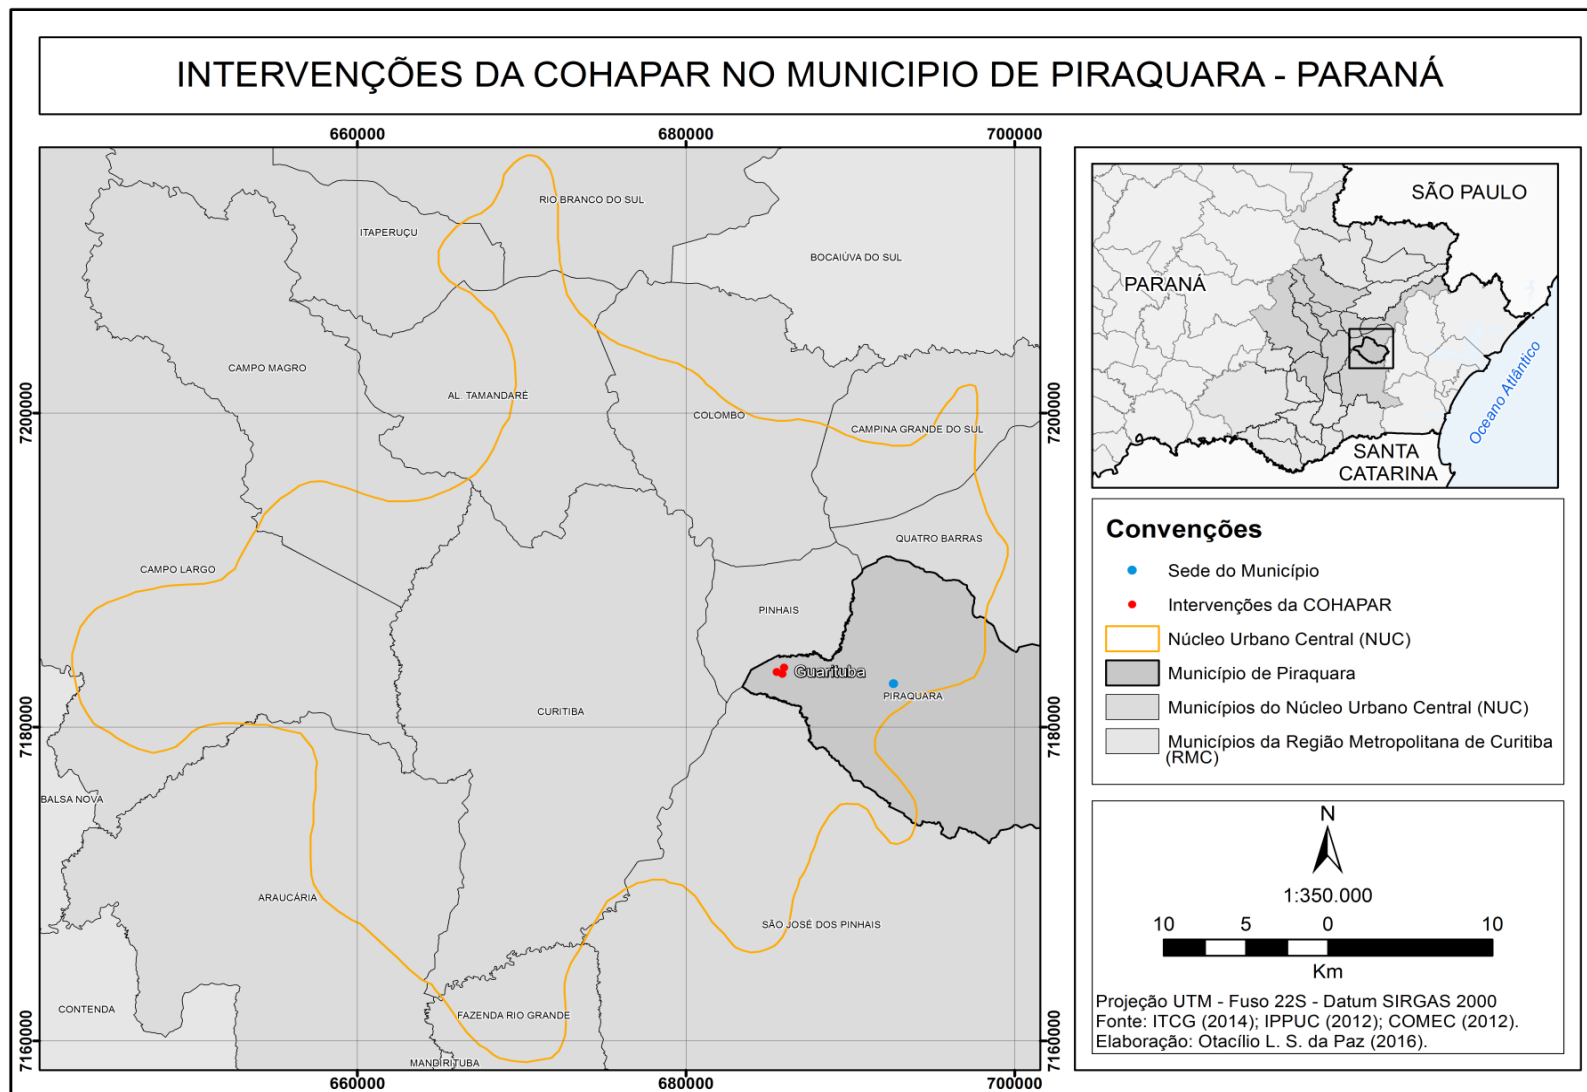 INTERVENÇÕES DA COHAPAR NO MUNICIPIO DE PIRAQUARA - PARANÁ
660000
680000
700000
RIO BRANCO DO SUL
ITAPERUÇU
BOCAIÚVA DO SUL
CAMPO MAGRO
AL. TAMANDARÉ
COLOMBO
CAMPINA GRANDE DO SUL
7200000
7200000
QUATRO BARRAS
CAMPO LARGO
PINHAIS
Guarituba
PIRAQUARA
CURITIBA
7180000
7180000
BALSA NOVA
ARAUCÁRIA
SÃO JOSÉ DOS PINHAIS
CONTENDA
FAZENDA RIO GRANDE
7160000
7160000
MANDIRITUBA
660000
680000
700000
SÃO PAULO
PARANÁ
Oceano Atlântico
SANTA
CATARINA
Convenções
Sede do Município
Intervenções da COHAPAR
Núcleo Urbano Central (NUC)
Município de Piraquara
Municípios do Núcleo Urbano Central (NUC)
Municípios da Região Metropolitana de Curitiba
(RMC)
N
1:350.000
10 5 0 10
Km
Projeção UTM - Fuso 22S - Datum SIRGAS 2000
Fonte: ITCG (2014); IPPUC (2012); COMEC (2012).
Elaboração: Otacílio L. S. da Paz (2016).